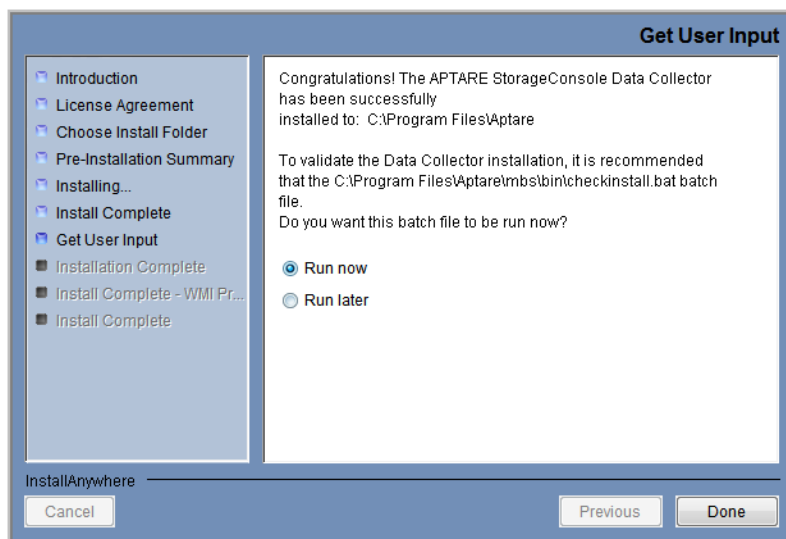 Get User Input
Introduction
License Agreement
Choose Install Folder
Pre-Installation Summary
Installing...
Install Complete
Get User Input
Installation Complete
Install Complete - WMI Pr...
Install Complete
Congratulations! The APTARE StorageConsole Data Collector
has been successfully
installed to:  C:\Program Files\Aptare
To validate the Data Collector installation, it is recommended
that the C:\Program Files\Aptare\mbs\bin\checkinstall.bat batch
file.
Do you want this batch file to be run now?
Run now
Run later
InstallAnywhere
Cancel
Previous
Done